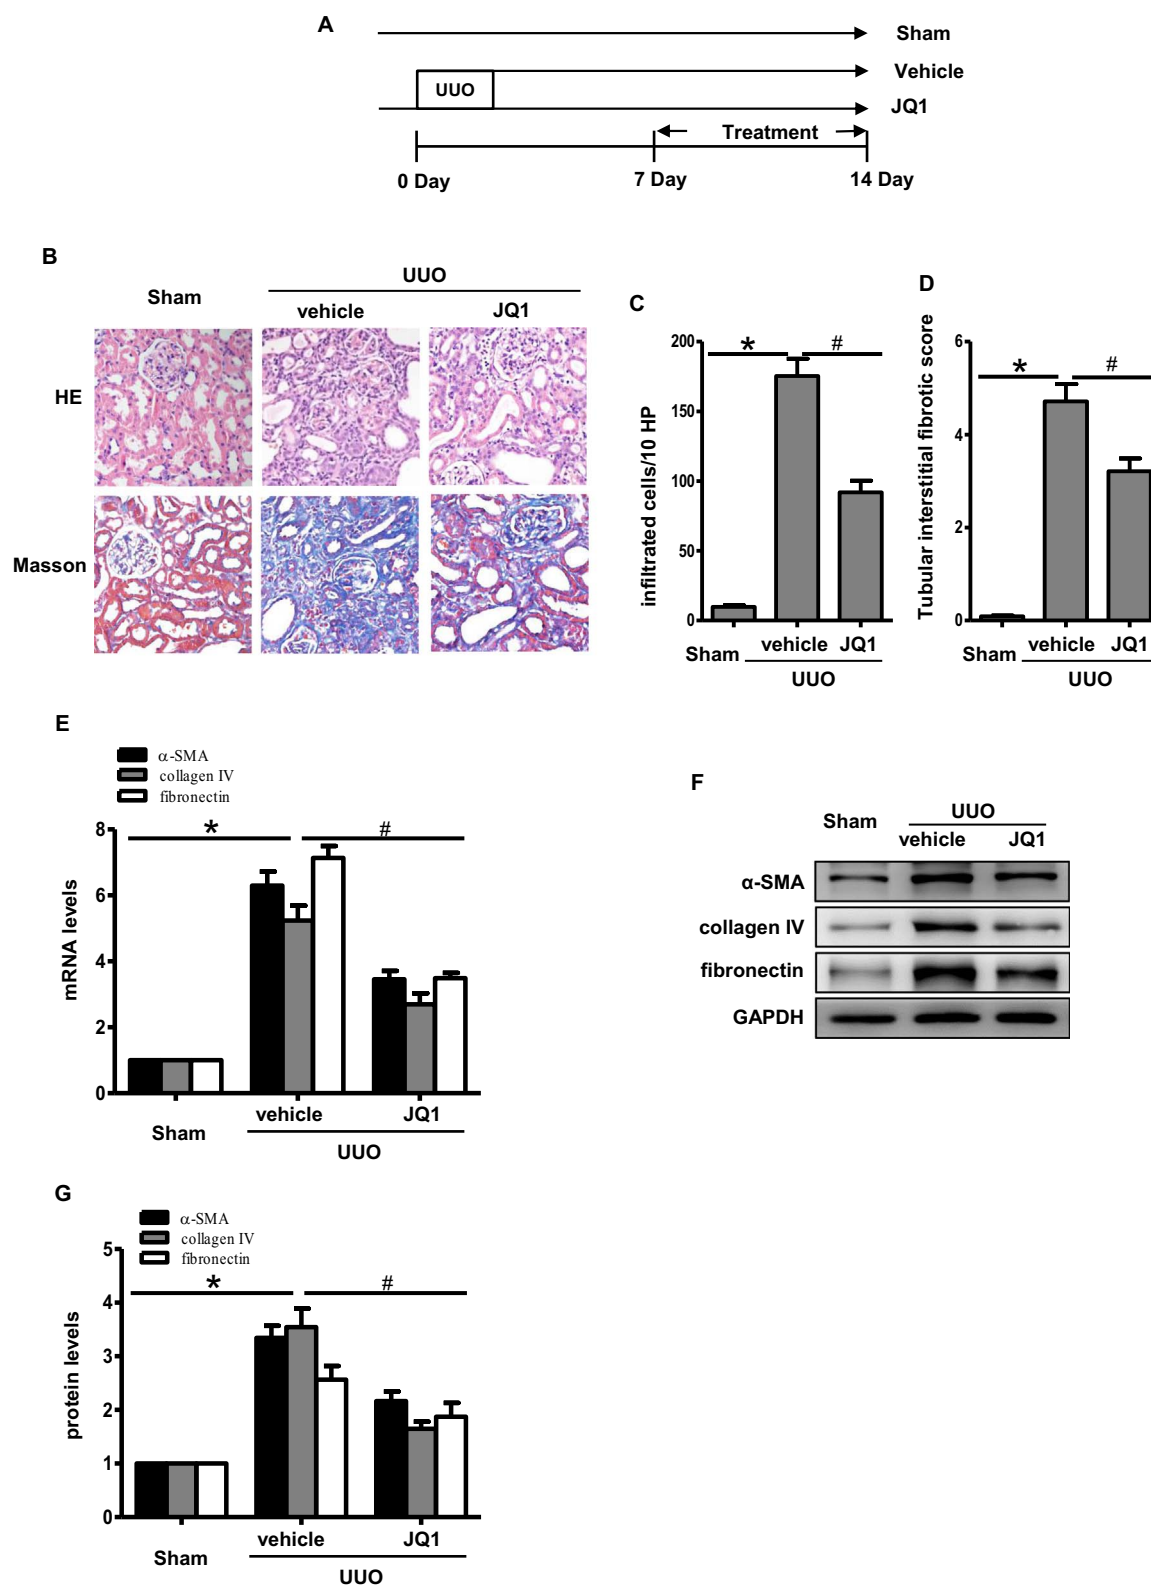 A
Sham
Vehicle
UUO
JQ1
Treatment
0 Day
7 Day
14 Day
B
UUO
Sham
vehicle
JQ1
HE
Masson
C
infiltrated cells/10 HP
200
150
100
50
0
*
#
Sham
vehicle
JQ1
UUO
D
Tubular interstitial fibrotic score
6
4
2
0
*
#
Sham
vehicle
JQ1
UUO
E
α-SMA
collagen IV
fibronectin
mRNA levels
8
6
4
2
0
*
#
Sham
vehicle
JQ1
UUO
F
Sham
UUO
vehicle
JQ1
α-SMA
collagen IV
fibronectin
GAPDH
G
α-SMA
collagen IV
fibronectin
protein levels
5
4
3
2
1
0
*
#
Sham
vehicle
JQ1
UUO